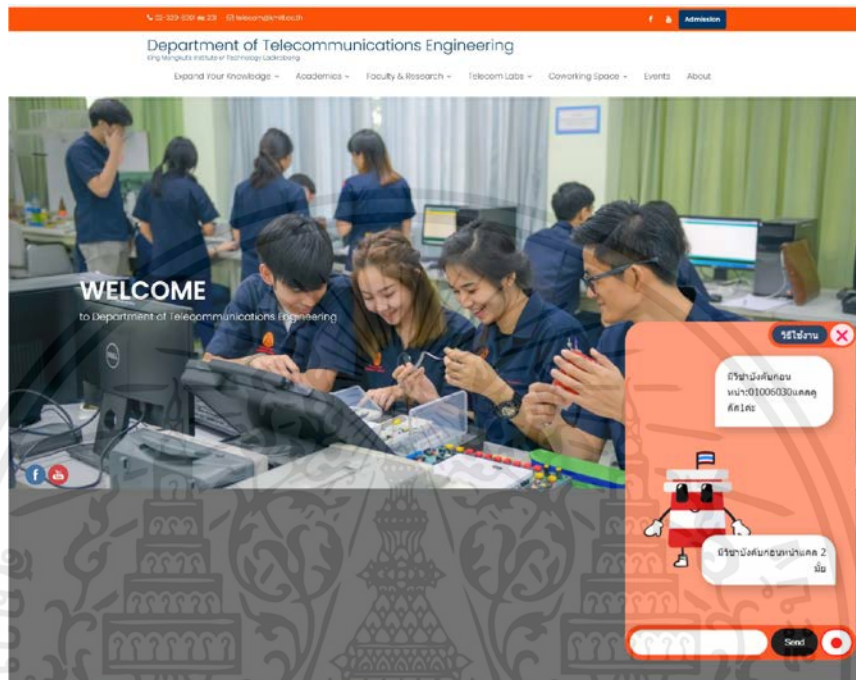 Admission
Department of Telecommunications Engineering
King Mongkut's Institute of Technology Ladkrabang
Expand Your Knowledge Academics Faculty & Research Telecom Labs Coworking Space Events About
WELCOME
to Department of Telecommunications Engineering
วิธีใช้งาน
มีวิชาบังคับก่อน
หน้า:01006030แคลคู
ลัส1ค่ะ
มีวิชาบังคับก่อนหน้าแคล 2
มั้ย
Send